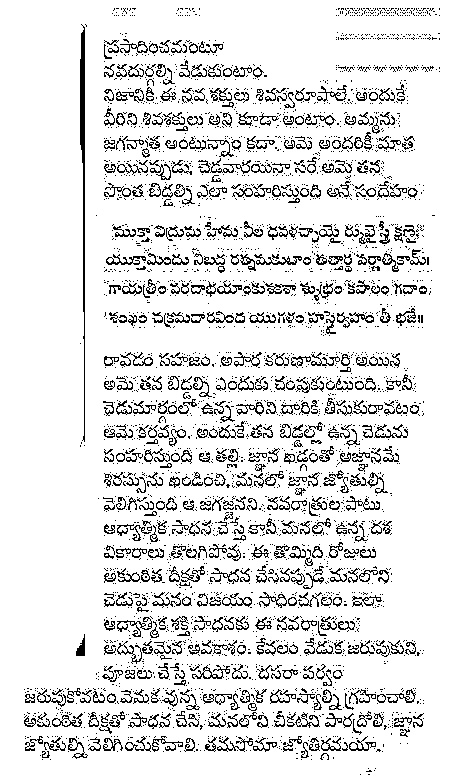 ప్రసాదించమంటూ
నవదుర్గల్ని వేడుకుంటాం.
నిజానికి ఈ నవ శక్తులు శివస్వరూపాలే. అందుకే
వీరిని శివశక్తులు అని కూడా అంటాం. అమ్మను
జగన్మాత అంటున్నాం కదా. ఆమె అందరికీ మాత
అయినప్పుడు, చెడ్డవారయినా సరే ఆమె తన
సొంత బిడ్డల్ని ఎలా సంహరిస్తుంది అనే సందేహం
ముక్తా విద్రుమ హేమ నీల ధవళచ్ఛాయై ర్ముఖై స్త్రీక్షణైః
యుక్తామిందు నిబద్ధ రత్నమకుటాం తత్వార్థ వర్ణాత్మికామ్।
గాయత్రీం వరదాభయాంకుశకశా శ్శుభ్రం కపాలం గదాం
శంఖం చక్రమదారవింద యుగళం హస్తైర్వహం తీ భజే॥
రావడం సహజం. అపార కరుణామూర్తి అయిన
ఆమె తన బిడ్డల్ని ఎందుకు చంపుకుంటుంది. కానీ
చెడుమార్గంలో ఉన్న వారిని దారికి తీసుకురావటం
ఆమె కర్తవ్యం. అందుకే తన బిడ్డల్లో ఉన్న చెడును
సంహరిస్తుంది ఆ తల్లి. జ్ఞాన ఖడ్గంతో అజ్ఞానమే
శిరస్సును ఖండించి, మనలో జ్ఞాన జ్యోతుల్ని
వెలిగిస్తుంది ఆ జగజ్జనని. నవరాత్రుల పాటు
ఆధ్యాత్మిక సాధన చేస్తే కానీ మనలో ఉన్న దశ
వికారాలు తొలగిపోవు. ఈ తొమ్మిది రోజులు
అకుంఠిత దీక్షతో సాధన చేసినప్పుడే మనలోని
చెడుపై మనం విజయం సాధించగలం. ఇలా
ఆధ్యాత్మిక శక్తి సాధనకు ఈ నవరాత్రులు
అద్భుతమైన అవకాశం. కేవలం వేడుక జరుపుకుని,
పూజలు చేస్తే సరిపోదు. దసరా పర్వం
జరుపుకోవటం వెనుక వున్న ఆధ్యాత్మిక రహస్యాల్ని గ్రహించాలి.
అకుంఠిత దీక్షతో సాధన చేసి, మనలోని చీకటిని పారద్రోలి, జ్ఞాన
జ్యోతుల్ని వెలిగించుకోవాలి. తమసోమా జ్యోతిర్గమయా.